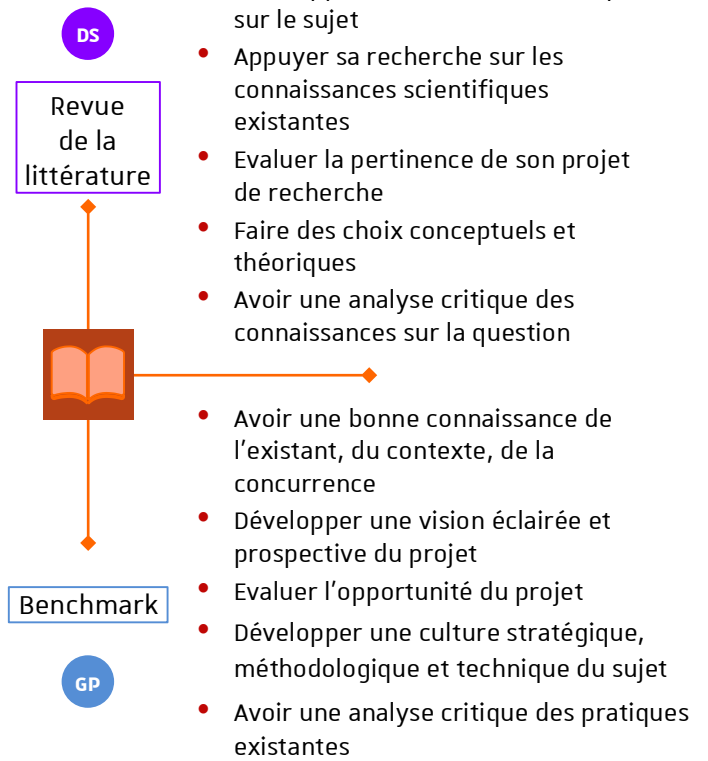 sur le sujet
DS
Appuyer sa recherche sur les
connaissances scientifiques
existantes
Revue
de la
littérature
Evaluer la pertinence de son projet
de recherche
Faire des choix conceptuels et
théoriques
Avoir une analyse critique des
connaissances sur la question
Avoir une bonne connaissance de
l’existant, du contexte, de la
concurrence
Développer une vision éclairée et
prospective du projet
Benchmark
Evaluer l’opportunité du projet
Développer une culture stratégique,
méthodologique et technique du sujet
GP
Avoir une analyse critique des pratiques
existantes